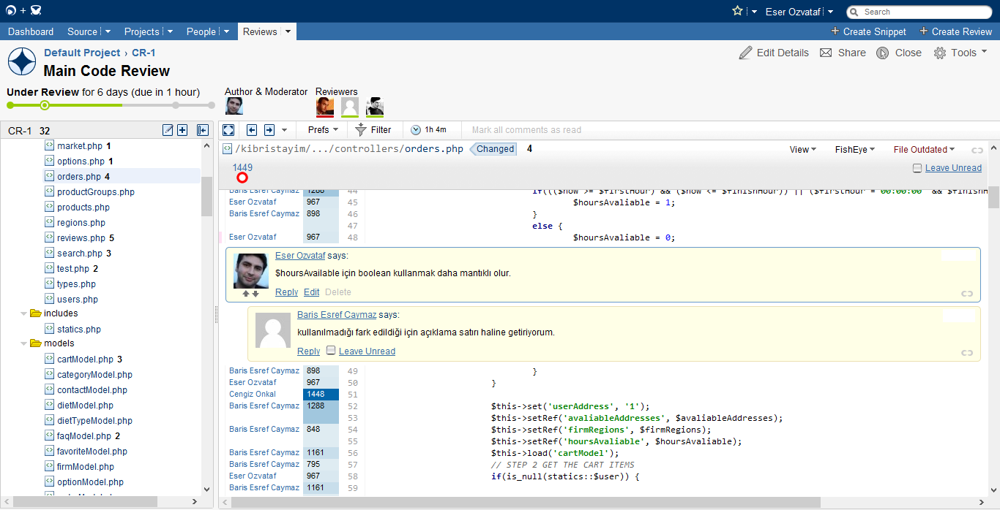 +
Eser Ozvataf
Search
Dashboard Source Projects People Reviews
+ Create Snippet + Create Review
Default Project › CR-1
Main Code Review
Edit Details Share Close Tools
Under Review for 6 days (due in 1 hour)
Author & Moderator Reviewers
CR-1 32
market.php 1
options.php 1
orders.php 4
productGroups.php
products.php
regions.php
reviews.php 5
search.php 3
test.php 2
types.php
users.php
includes
statics.php
models
cartModel.php 3
categoryModel.php
contactModel.php
dietModel.php
dietTypeModel.php
faqModel.php 2
favoriteModel.php
firmModel.php
optionModel.php
Prefs Filter 1h 4m Mark all comments as read
/kibristayim/.../controllers/orders.php Changed 4
View FishEye File Outdated
1449
Leave Unread
Baris Esref Caymaz 1288 44 if((($now >= $firstHour) && ($now <= $finishHour)) || ($firstHour = '00:00:00' && $finishH
Eser Ozvataf 967 45 $hoursAvaliable = 1;
Baris Esref Caymaz 898 46 }
47 else {
Eser Ozvataf 967 48 $hoursAvaliable = 0;
Eser Ozvataf says:
$hoursAvailable için boolean kullanmak daha mantıklı olur.
Reply Edit Delete
Baris Esref Caymaz says:
kullanılmadığı fark edildiği için açıklama satırı haline getiriyorum.
Reply Leave Unread
Baris Esref Caymaz 898 49 }
Eser Ozvataf 967 50 }
Cengiz Onkal 1448 51
Baris Esref Caymaz 1288 52 $this->set('userAddress', '1');
53 $this->setRef('avaliableAddresses', $avaliableAddresses);
Baris Esref Caymaz 848 54 $this->setRef('firmRegions', $firmRegions);
55 $this->setRef('hoursAvaliable', $hoursAvaliable);
Baris Esref Caymaz 1161 56 $this->load('cartModel');
Baris Esref Caymaz 795 57 // STEP 2 GET THE CART ITEMS
Eser Ozvataf 967 58 if(is_null(statics::$user)) {
Baris Esref Caymaz 1161 59